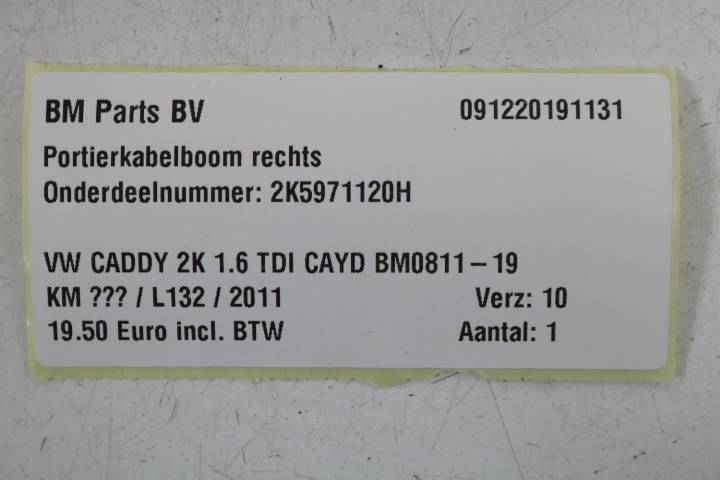 BM Parts BV 091220191131
Portierkabelboom rechts
Onderdeelnummer: 2K5971120H
VW CADDY 2K 1.6 TDI CAYD BM0811-19
KM ??? / L132 / 2011 Verz: 10
19.50 Euro incl. BTW Aantal: 1